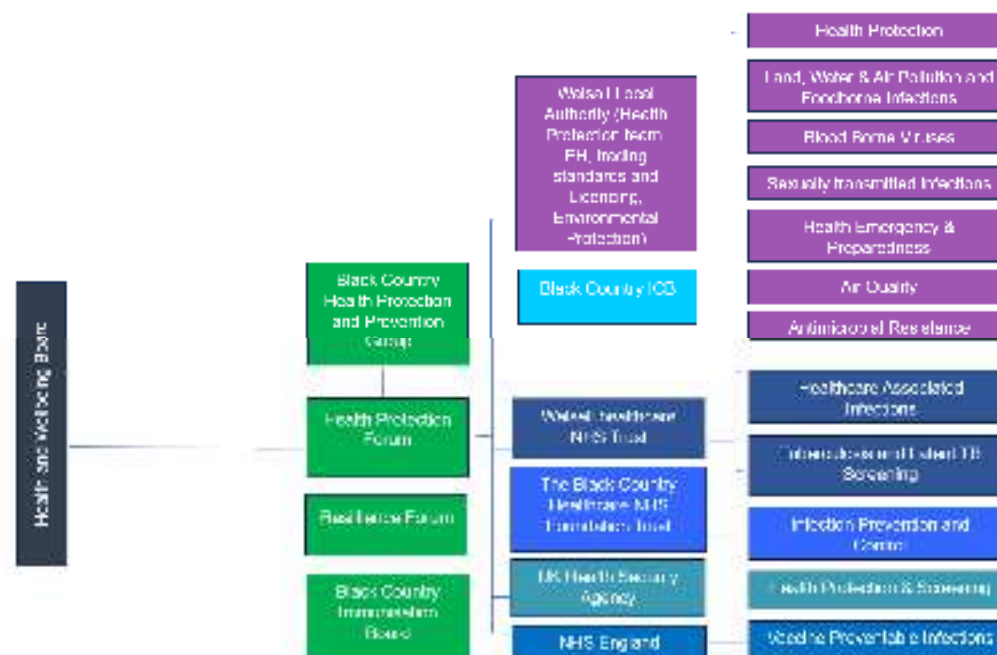 Health and Wellbeing Board
Black Country
Health Protection
and Prevention
Group
Health Protection
Forum
Resilience Forum
Black Country
Immunisation
Board
Walsall Local
Authority (Health
Protection team
EH, trading
standards and
Licencing,
Environmental
Protection)
Black Country ICB
Walsall Healthcare
NHS Trust
The Black Country
Healthcare NHS
Foundation Trust
UK Health Security
Agency
NHS England
Health Protection
Land, Water & Air Pollution and
Foodborne Infections
Blood Borne Viruses
Sexually transmitted Infections
Health Emergency &
Preparedness
Air Quality
Antimicrobial Resistance
Healthcare Associated
Infections
Tuberculosis and Latent TB
Screening
Infection Prevention and
Control
Health Protection & Screening
Vaccine Preventable Infections